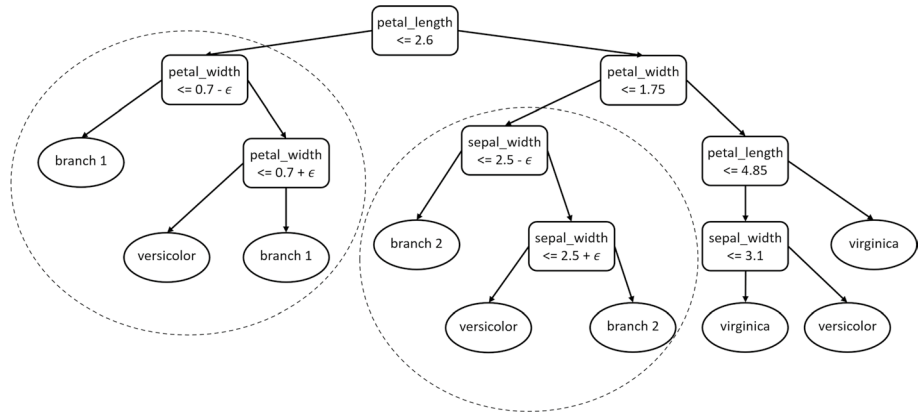 petal_length
<= 2.6
petal_width
<= 0.7 - ϵ
petal_width
<= 1.75
branch 1
petal_width
<= 0.7 + ϵ
sepal_width
<= 2.5 - ϵ
petal_length
<= 4.85
versicolor
branch 1
branch 2
sepal_width
<= 2.5 + ϵ
sepal_width
<= 3.1
virginica
versicolor
branch 2
virginica
versicolor